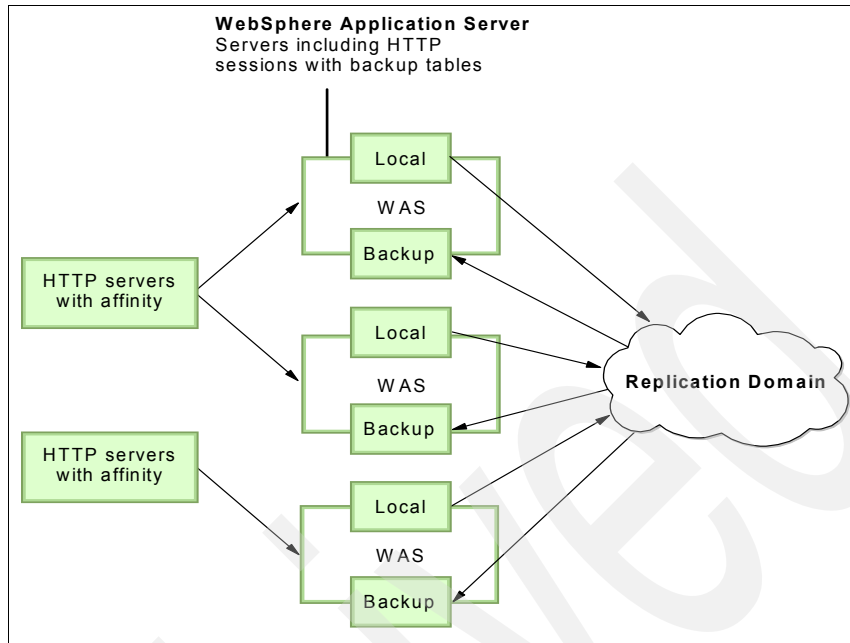 WebSphere Application Server
Servers including HTTP
sessions with backup tables
Local
WAS
Backup
HTTP servers
with affinity
Local
WAS
Backup
Replication Domain
HTTP servers
with affinity
Local
WAS
Backup